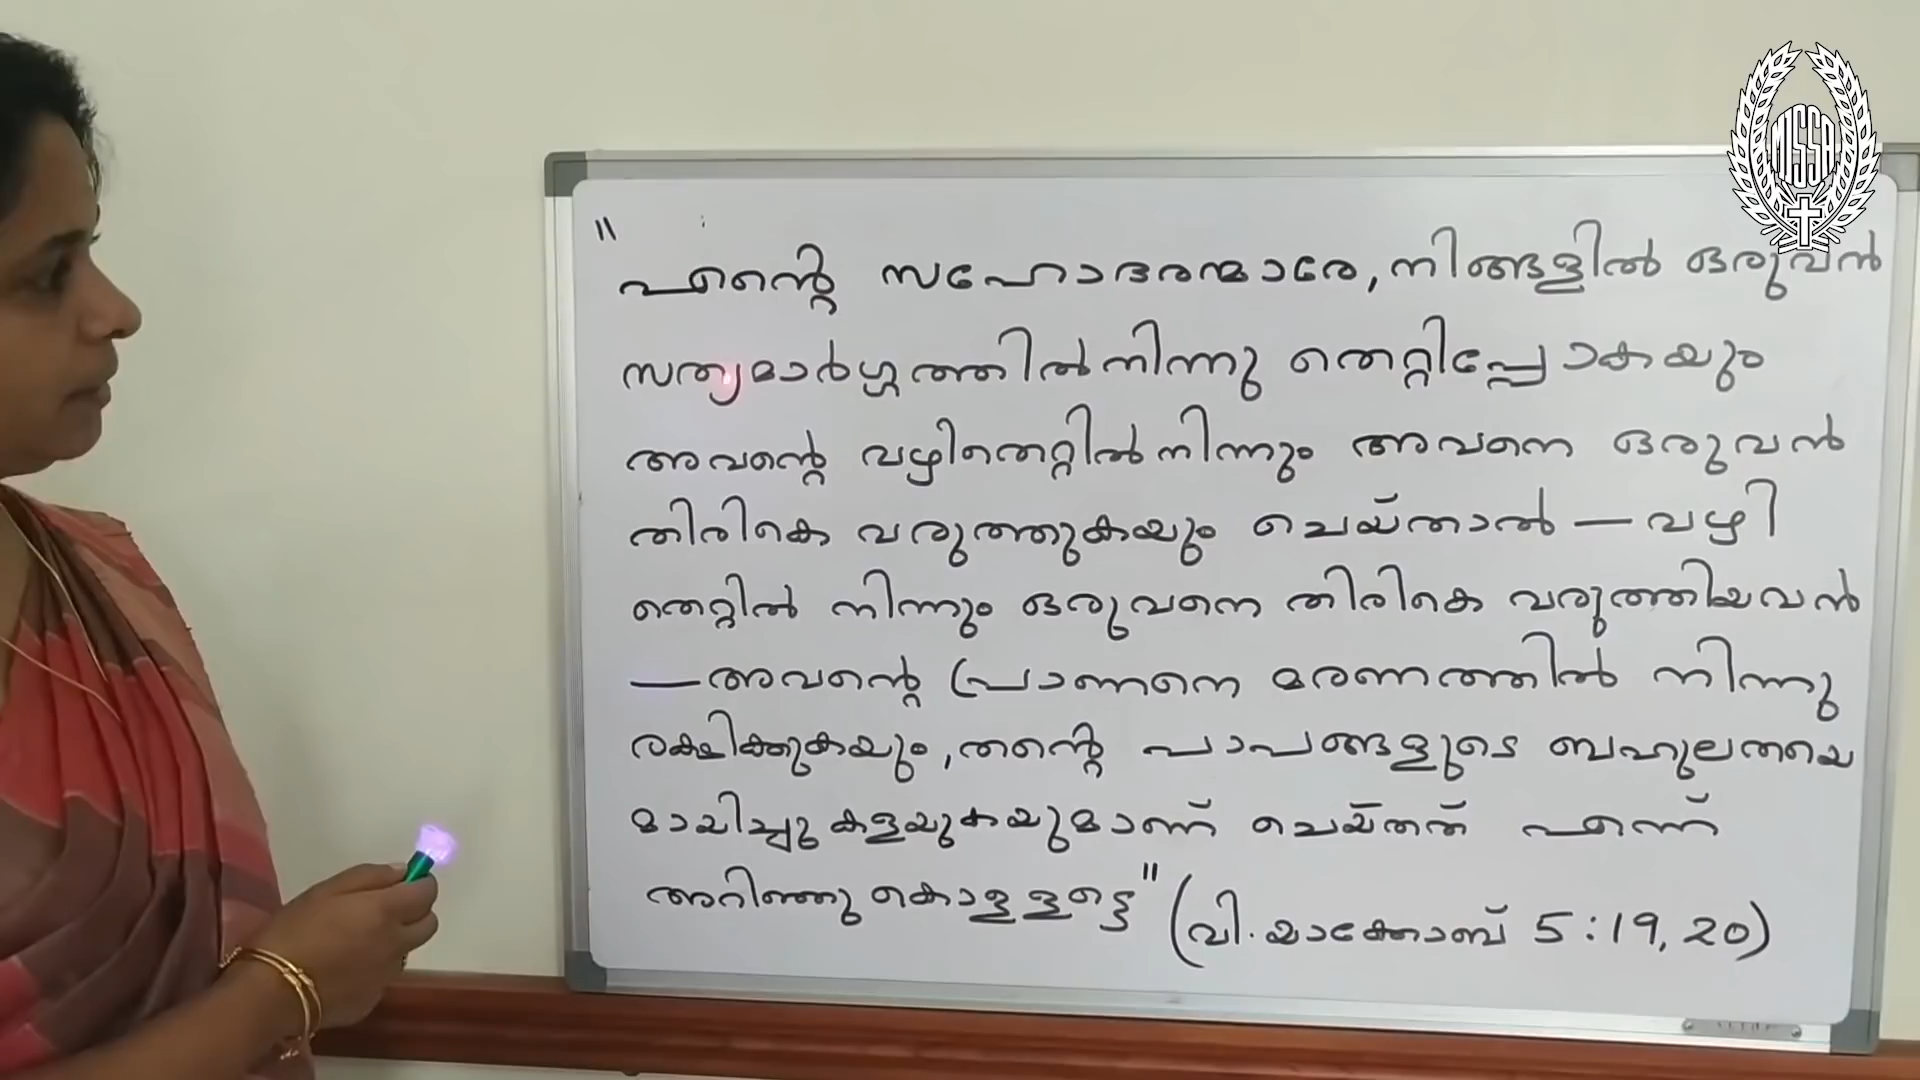 MISSA
"
എന്റെ സഹോദരന്മാരേ, നിങ്ങളിൽ ഒരുവൻ
സത്യമാർഗ്ഗത്തിൽനിന്നു തെറ്റിപ്പോകയും
അവന്റെ വഴിതെറ്റിൽനിന്നും അവനെ ഒരുവൻ
തിരികെ വരുത്തുകയും ചെയ്താൽ — വഴി
തെറ്റിൽ നിന്നും ഒരുവനെ തിരികെ വരുത്തിയവൻ
— അവന്റെ പ്രാണനെ മരണത്തിൽ നിന്നു
രക്ഷിക്കുകയും, തന്റെ പാപങ്ങളുടെ ബഹുലതയെ
മായിച്ചു കളയുകയുമാണ് ചെയ്തത് എന്ന്
അറിഞ്ഞു കൊള്ളട്ടെ" (വി. യാക്കോബ് 5:19, 20)